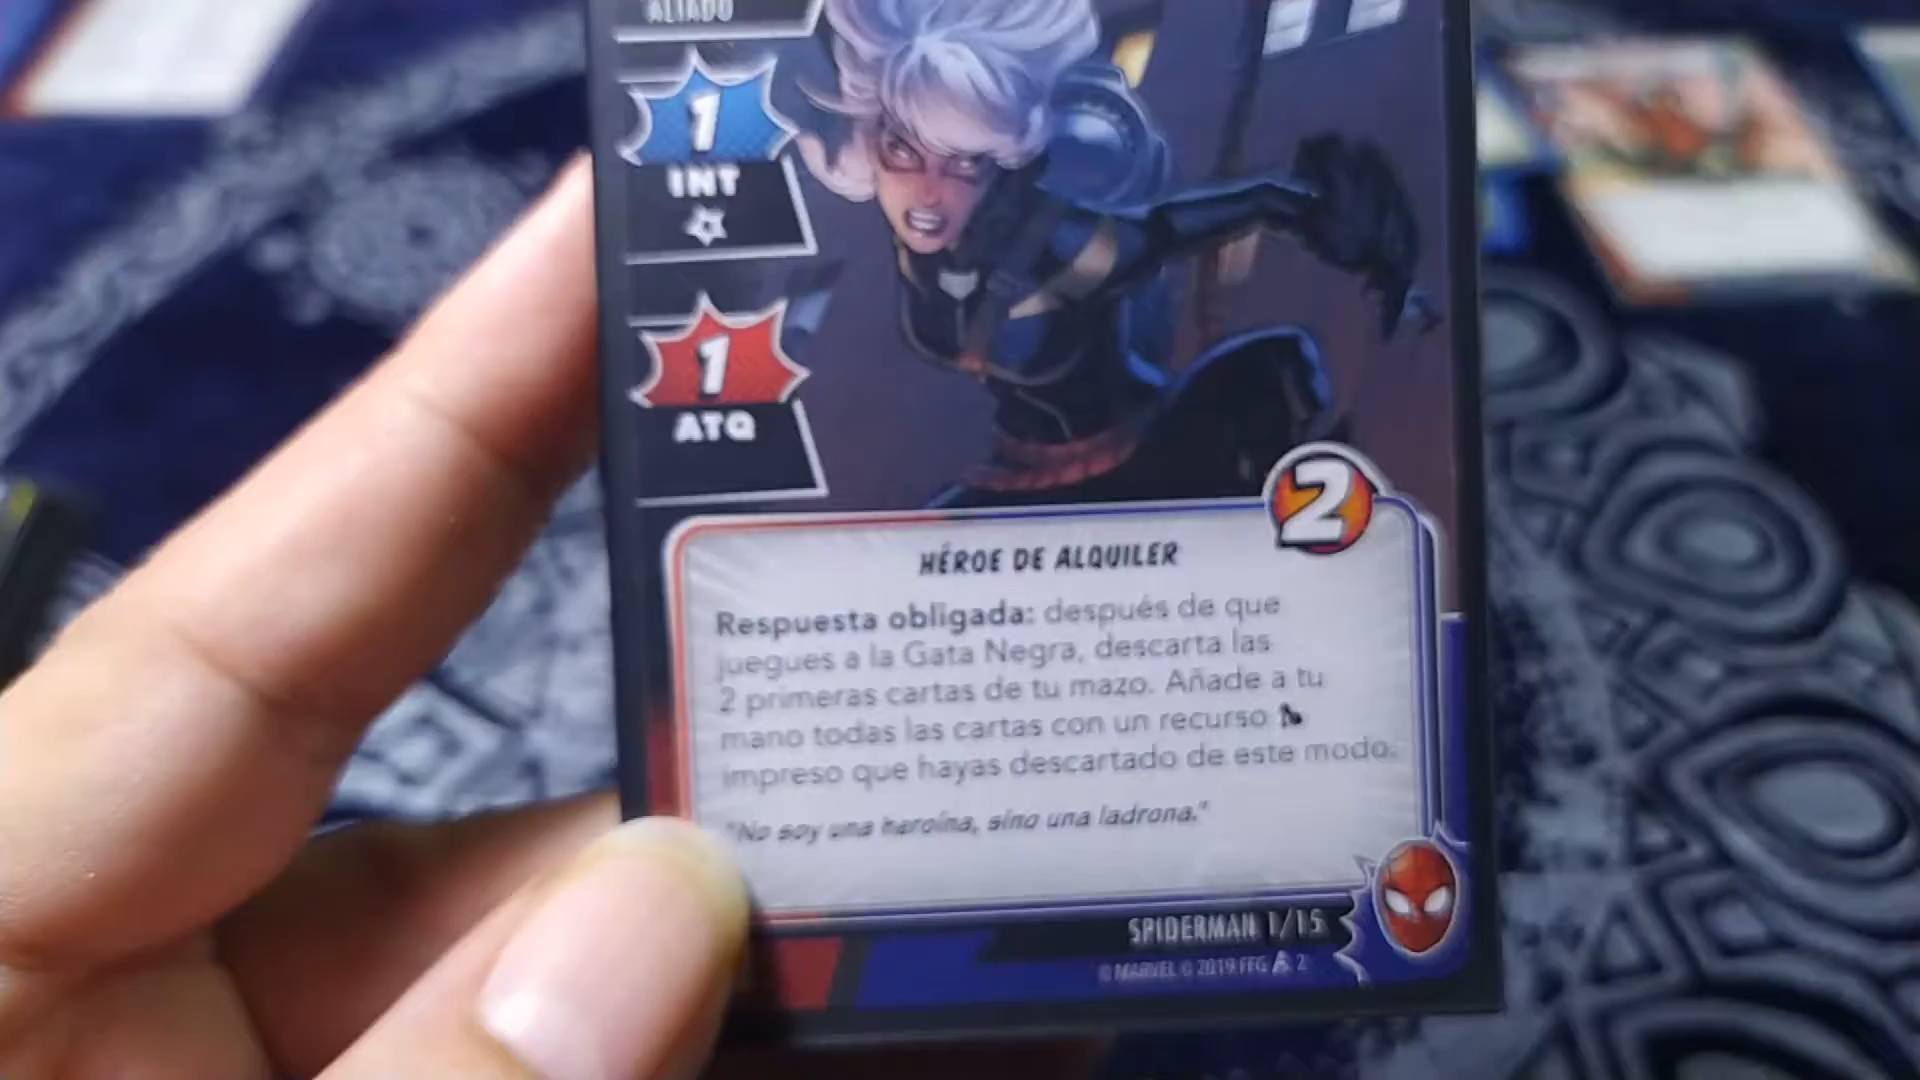 ALIADO
1
INT
1
ATQ
2
HÉROE DE ALQUILER
Respuesta obligada: después de que
juegues a la Gata Negra, descarta las
2 primeras cartas de tu mazo. Añade a tu
mano todas las cartas con un recurso
impreso que hayas descartado de este modo.
"No soy una heroína, sino una ladrona."
SPIDERMAN 1/15
© MARVEL © 2019 FFG 2